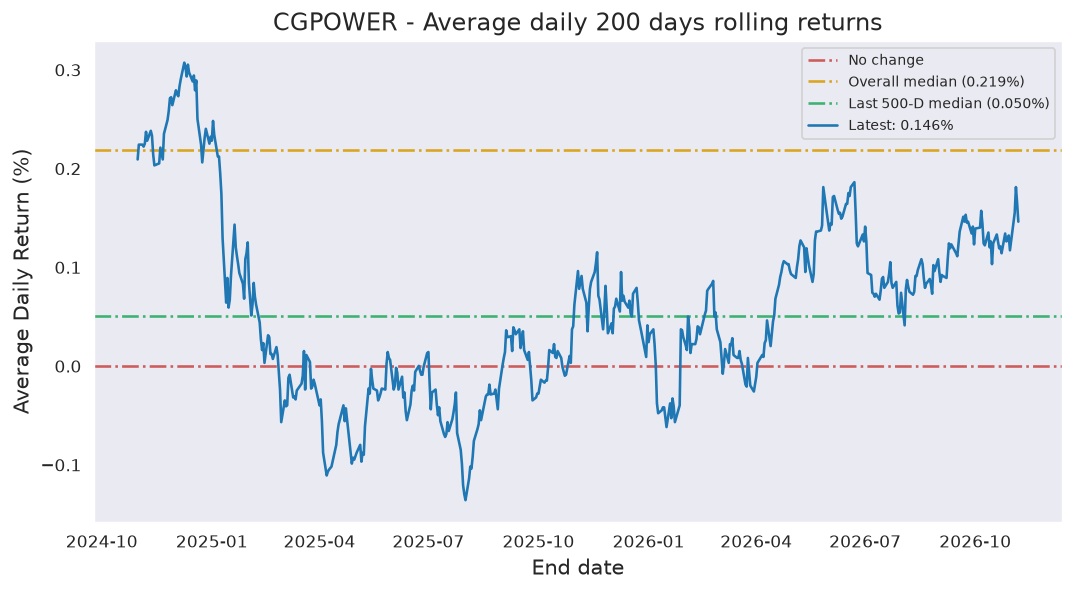 CGPOWER - Average daily 200 days rolling returns
No change
Overall median (0.219%)
Last 500-D median (0.050%)
Latest: 0.146%
Average Daily Return (%)
0.3
0.2
0.1
0.0
−0.1
2024-10 2025-01 2025-04 2025-07 2025-10 2026-01 2026-04 2026-07 2026-10
End date